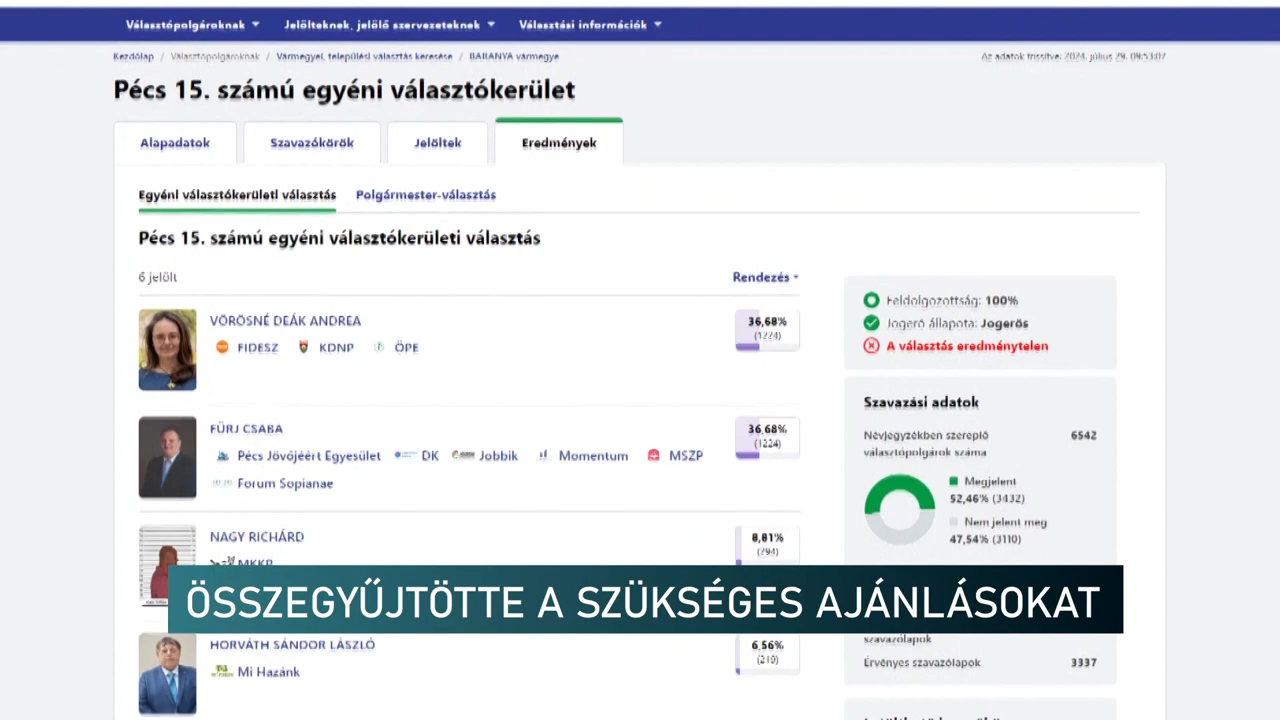 Választópolgároknak Jelölteknek, jelölő szervezeteknek Választási információk
Kezdőlap / Választópolgároknak / Vármegyei, települési választás keresése / BARANYA vármegye
Az adatok frissítve: 2024. július 29. 09:53:07
Pécs 15. számú egyéni választókerület
Alapadatok Szavazókörök Jelöltek Eredmények
Egyéni választókerületi választás Polgármester-választás
Pécs 15. számú egyéni választókerületi választás
6 jelölt Rendezés
VÖRÖSNÉ DEÁK ANDREA 36,68%
(1224)
FIDESZ KDNP ÖPE
FÜRJ CSABA 36,68%
(1224)
Pécs Jövőjéért Egyesület DK Jobbik Momentum MSZP
Forum Sopianae
NAGY RICHÁRD 8,81%
(294)
MKKP
HORVÁTH SÁNDOR LÁSZLÓ 6,56%
(219)
Mi Hazánk
Feldolgozottság: 100%
Jogerő állapota: Jogerős
A választás eredménytelen
Szavazási adatok
Névjegyzékben szereplő 6542
választópolgárok száma
Megjelent
52,46% (3432)
Nem jelent meg
47,54% (3110)
szavazólapok
Érvényes szavazólapok 3337
ÖSSZEGYŰJTÖTTE A SZÜKSÉGES AJÁNLÁSOKAT